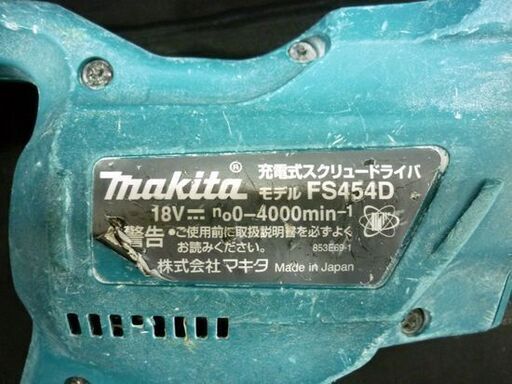 makita®
充電式スクリュードライバ
モデル FS454D
18V⎓ n₀0-4000min⁻¹
警告 ●ご使用前に取扱説明書を必ずよく
お読みください。 853E69-1
株式会社マキタ Made in Japan